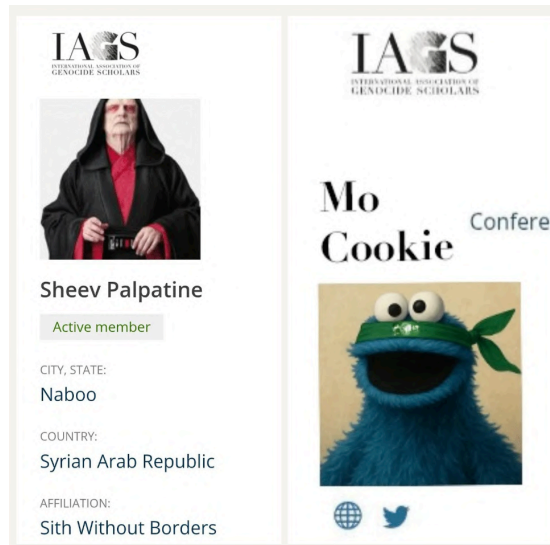 IAGS
INTERNATIONAL ASSOCIATION OF
GENOCIDE SCHOLARS
Sheev Palpatine
Active member
CITY, STATE:
Naboo
COUNTRY:
Syrian Arab Republic
AFFILIATION:
Sith Without Borders
IAGS
INTERNATIONAL ASSOCIATION OF
GENOCIDE SCHOLARS
Mo
Cookie
Confere